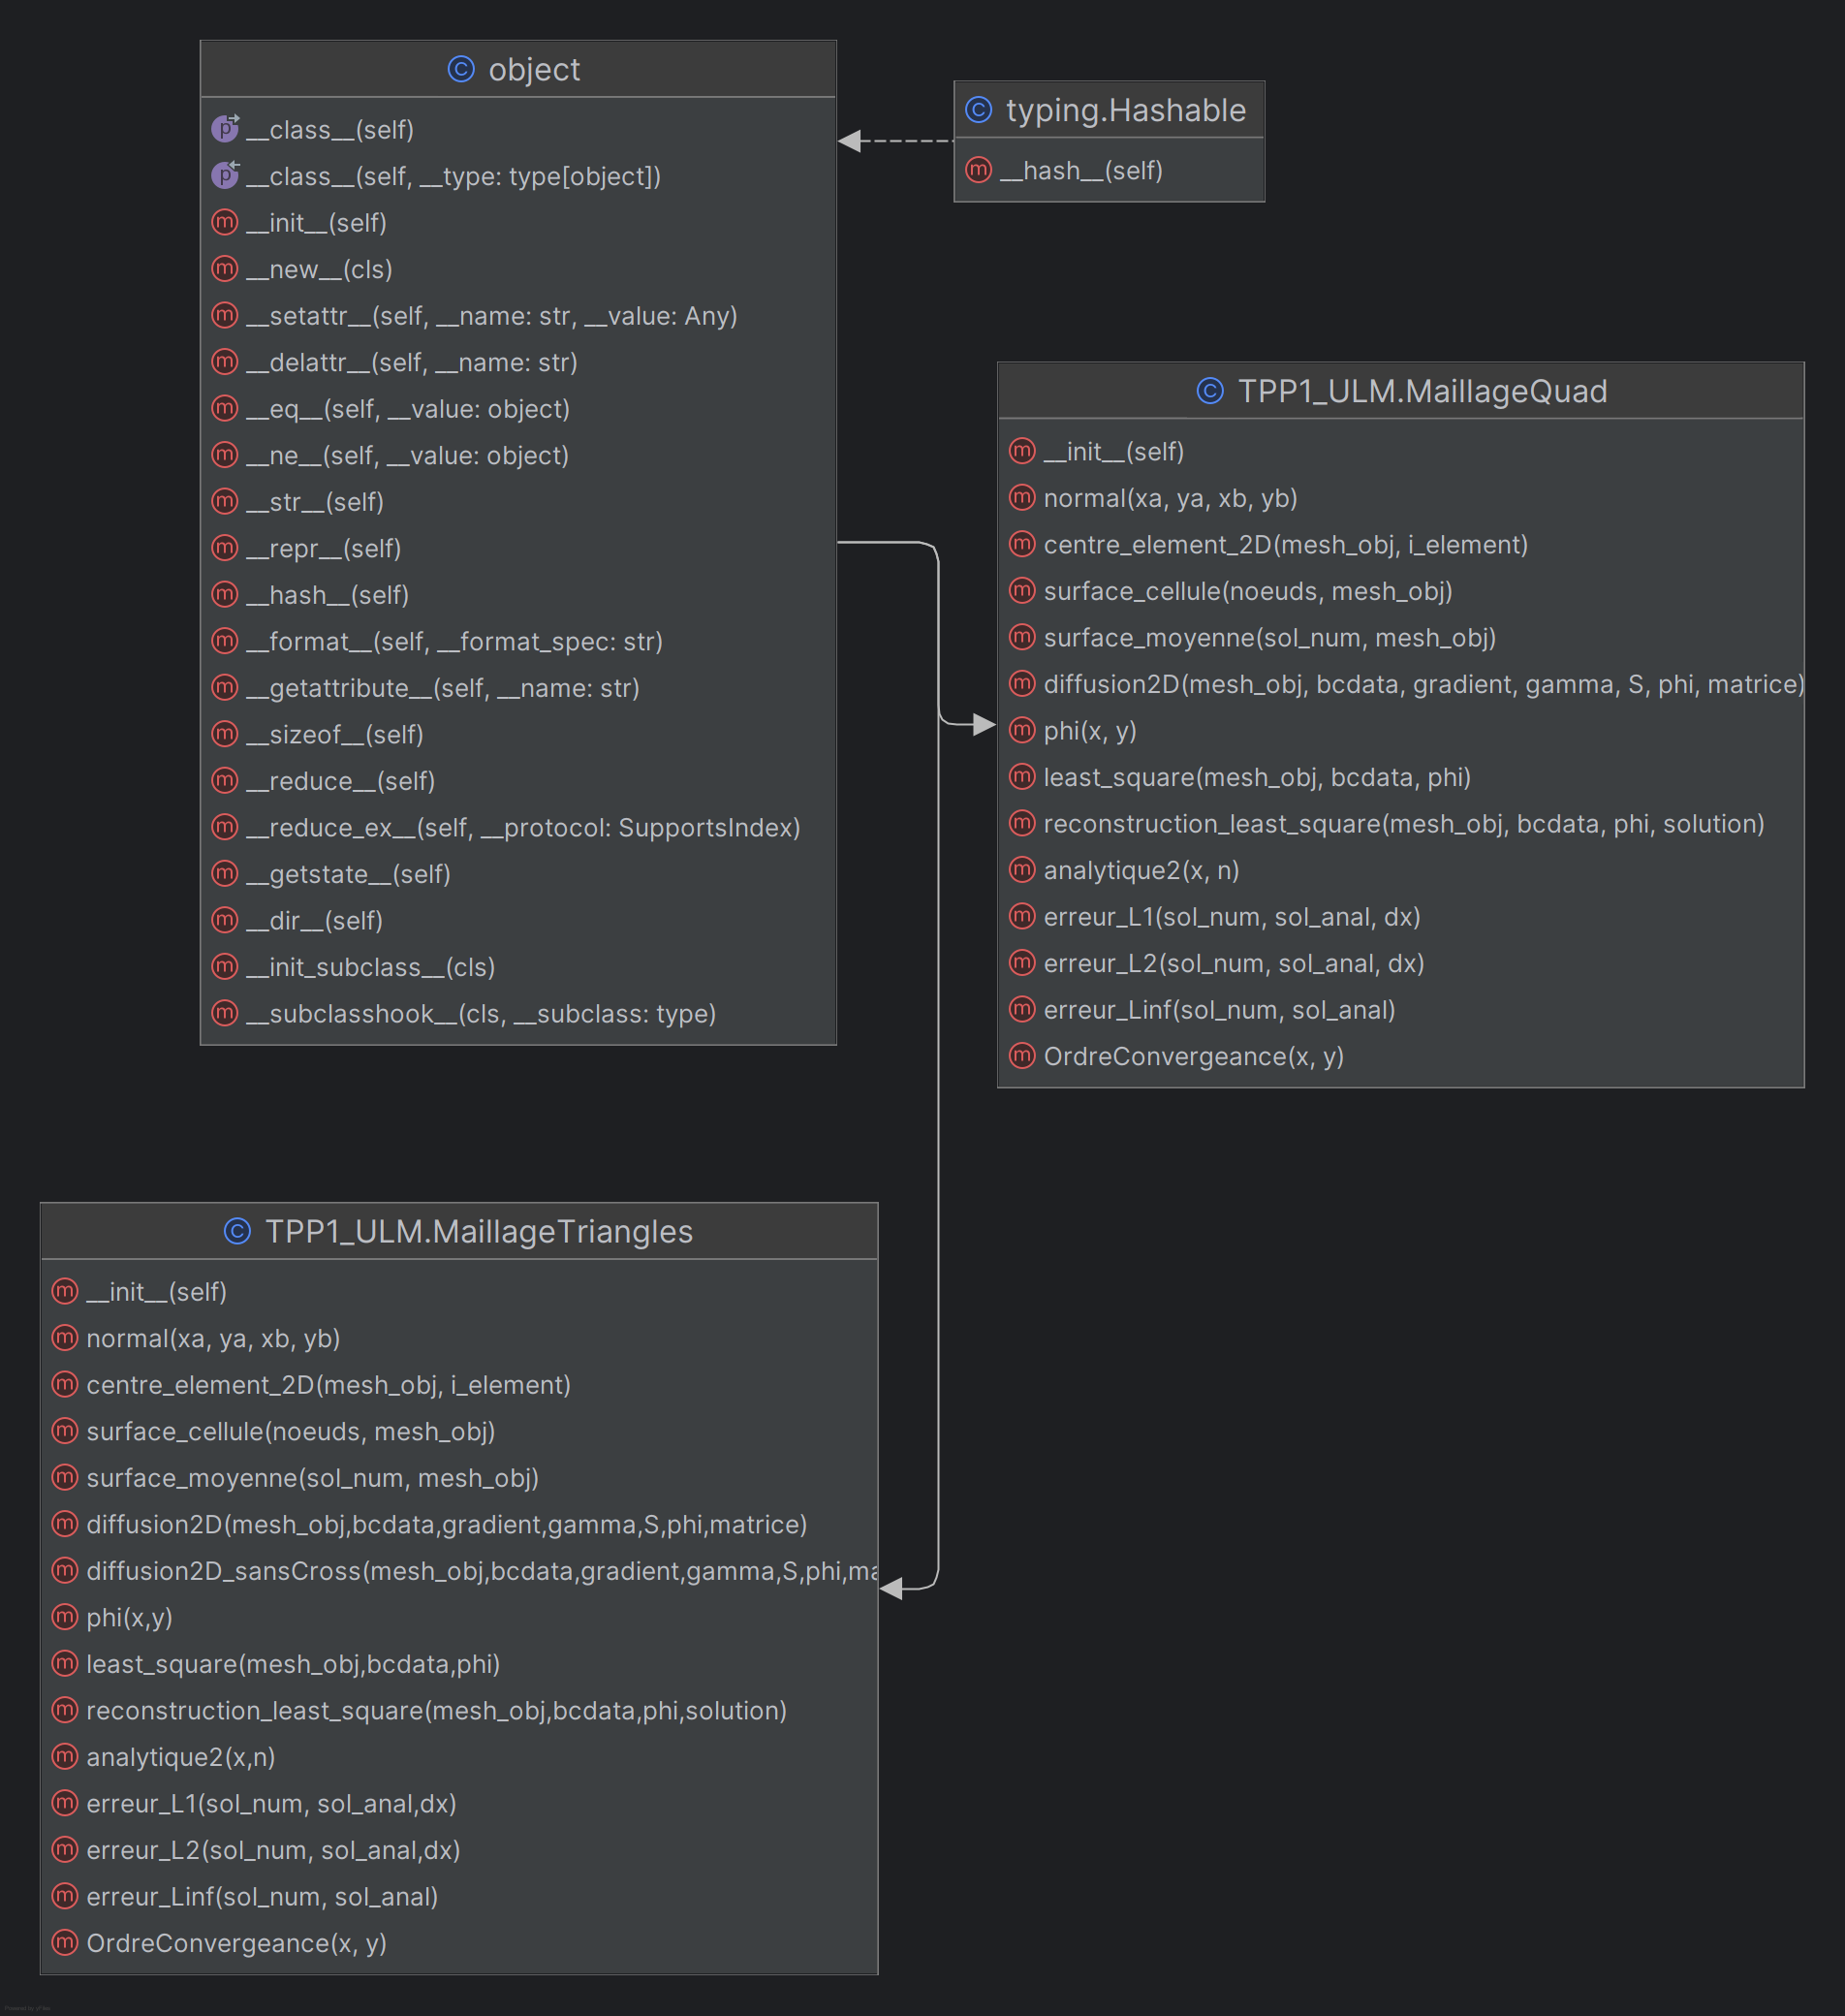 object
__class__(self)
__class__(self, __type: type[object])
__init__(self)
__new__(cls)
__setattr__(self, __name: str, __value: Any)
__delattr__(self, __name: str)
__eq__(self, __value: object)
__ne__(self, __value: object)
__str__(self)
__repr__(self)
__hash__(self)
__format__(self, __format_spec: str)
__getattribute__(self, __name: str)
__sizeof__(self)
__reduce__(self)
__reduce_ex__(self, __protocol: SupportsIndex)
__getstate__(self)
__dir__(self)
__init_subclass__(cls)
__subclasshook__(cls, __subclass: type)
typing.Hashable
__hash__(self)
TPP1_ULM.MaillageQuad
__init__(self)
normal(xa, ya, xb, yb)
centre_element_2D(mesh_obj, i_element)
surface_cellule(noeuds, mesh_obj)
surface_moyenne(sol_num, mesh_obj)
diffusion2D(mesh_obj, bcdata, gradient, gamma, S, phi, matrice)
phi(x, y)
least_square(mesh_obj, bcdata, phi)
reconstruction_least_square(mesh_obj, bcdata, phi, solution)
analytique2(x, n)
erreur_L1(sol_num, sol_anal, dx)
erreur_L2(sol_num, sol_anal, dx)
erreur_Linf(sol_num, sol_anal)
OrdreConvergeance(x, y)
TPP1_ULM.MaillageTriangles
__init__(self)
normal(xa, ya, xb, yb)
centre_element_2D(mesh_obj, i_element)
surface_cellule(noeuds, mesh_obj)
surface_moyenne(sol_num, mesh_obj)
diffusion2D(mesh_obj,bcdata,gradient,gamma,S,phi,matrice)
diffusion2D_sansCross(mesh_obj,bcdata,gradient,gamma,S,phi,ma
phi(x,y)
least_square(mesh_obj,bcdata,phi)
reconstruction_least_square(mesh_obj,bcdata,phi,solution)
analytique2(x,n)
erreur_L1(sol_num, sol_anal,dx)
erreur_L2(sol_num, sol_anal,dx)
erreur_Linf(sol_num, sol_anal)
OrdreConvergeance(x, y)
Powered by yFiles